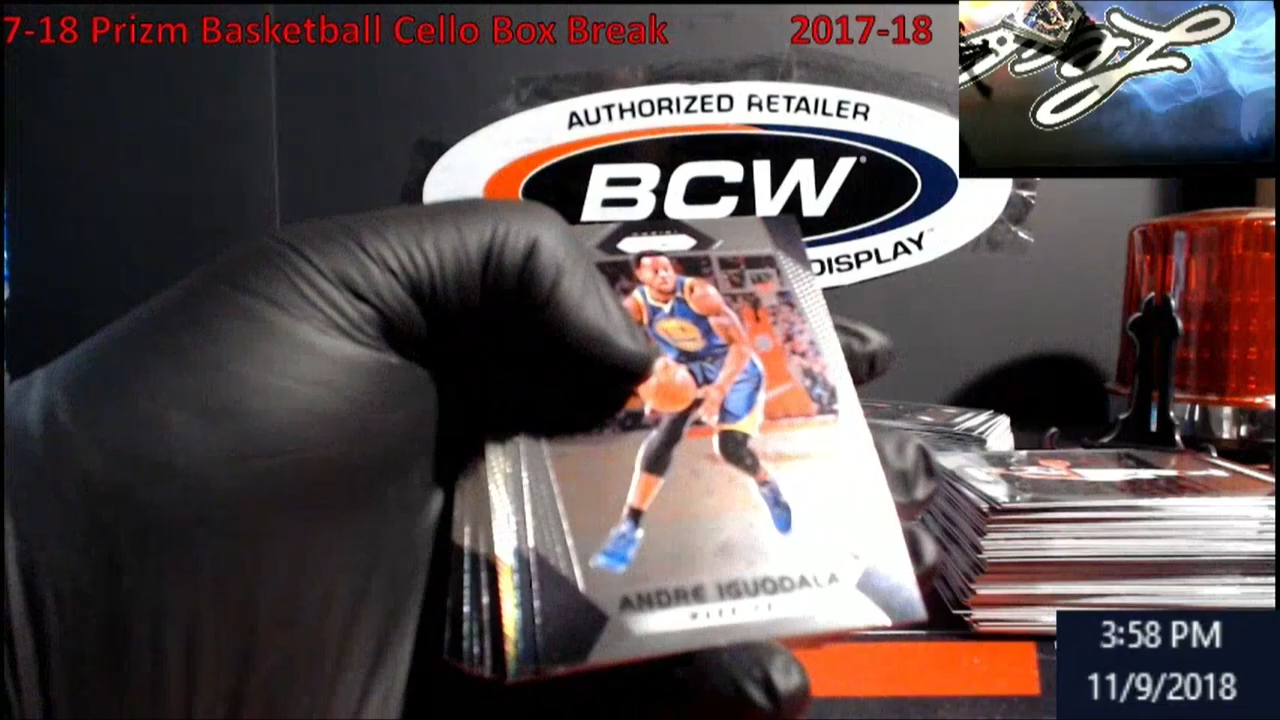 7-18 Prizm Basketball Cello Box Break 2017-18
AUTHORIZED RETAILER
BCW
DISPLAY
ANDRE IGUODALA
3:58 PM
11/9/2018